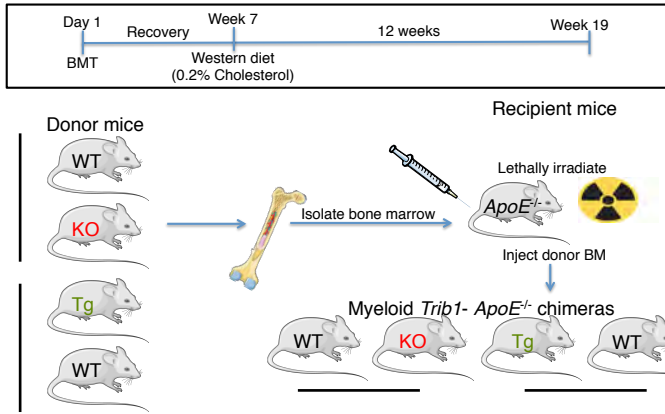 Day 1
Week 7
Week 19
Recovery
12 weeks
BMT
Western diet
(0.2% Cholesterol)
Recipient mice
Donor mice
WT
KO
Tg
WT
Isolate bone marrow
Lethally irradiate
ApoE-/-
Inject donor BM
Myeloid Trib1- ApoE-/- chimeras
WT
KO
Tg
WT